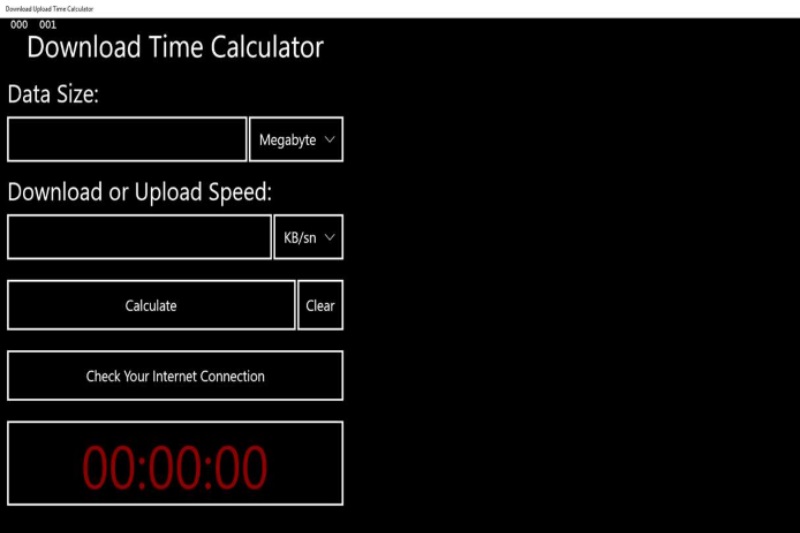 Download Upload Time Calculator
000 001
Download Time Calculator
Data Size:
Megabyte
Download or Upload Speed:
KB/sn
Calculate Clear
Check Your Internet Connection
00:00:00